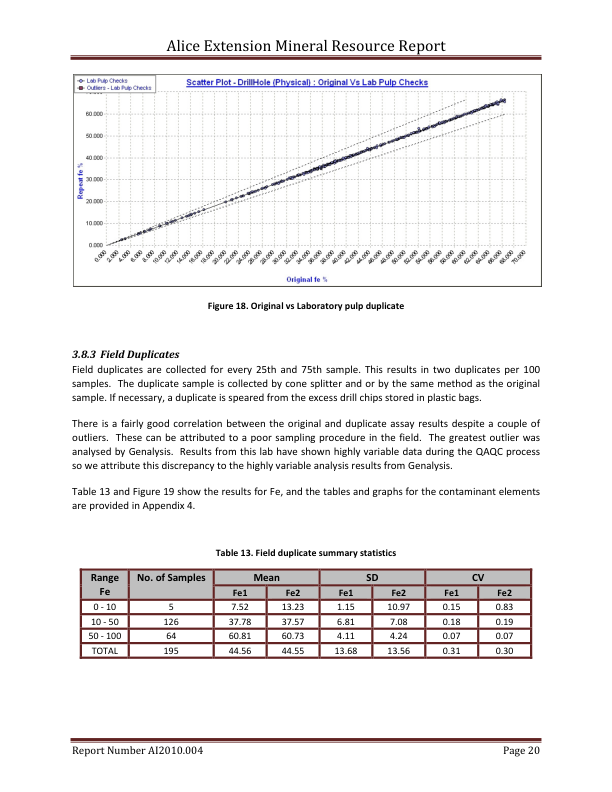 Alice Extension Mineral Resource Report
Lab Pulp Checks
Outliers - Lab Pulp Checks
Scatter Plot - DrillHole (Physical) : Original Vs Lab Pulp Checks
60.000
50.000
40.000
30.000
20.000
10.000
0.000
Repeat fe %
0.000 2.000 4.000 6.000 8.000 10.000 12.000 14.000 16.000 18.000 20.000 22.000 24.000 26.000 28.000 30.000 32.000 34.000 36.000 38.000 40.000 42.000 44.000 46.000 48.000 50.000 52.000 54.000 56.000 58.000 60.000 62.000 64.000 66.000 68.000 70.000
Original fe %
Figure 18. Original vs Laboratory pulp duplicate
3.8.3 Field Duplicates
Field duplicates are collected for every 25th and 75th sample. This results in two duplicates per 100
samples. The duplicate sample is collected by cone splitter and or by the same method as the original
sample. If necessary, a duplicate is speared from the excess drill chips stored in plastic bags.
There is a fairly good correlation between the original and duplicate assay results despite a couple of
outliers. These can be attributed to a poor sampling procedure in the field. The greatest outlier was
analysed by Genalysis. Results from this lab have shown highly variable data during the QAQC process
so we attribute this discrepancy to the highly variable analysis results from Genalysis.
Table 13 and Figure 19 show the results for Fe, and the tables and graphs for the contaminant elements
are provided in Appendix 4.
Table 13. Field duplicate summary statistics
Range Fe No. of Samples Mean SD CV
Fe1 Fe2 Fe1 Fe2 Fe1 Fe2
0 - 10 5 7.52 13.23 1.15 10.97 0.15 0.83
10 - 50 126 37.78 37.57 6.81 7.08 0.18 0.19
50 - 100 64 60.81 60.73 4.11 4.24 0.07 0.07
TOTAL 195 44.56 44.55 13.68 13.56 0.31 0.30
Report Number AI2010.004 Page 20